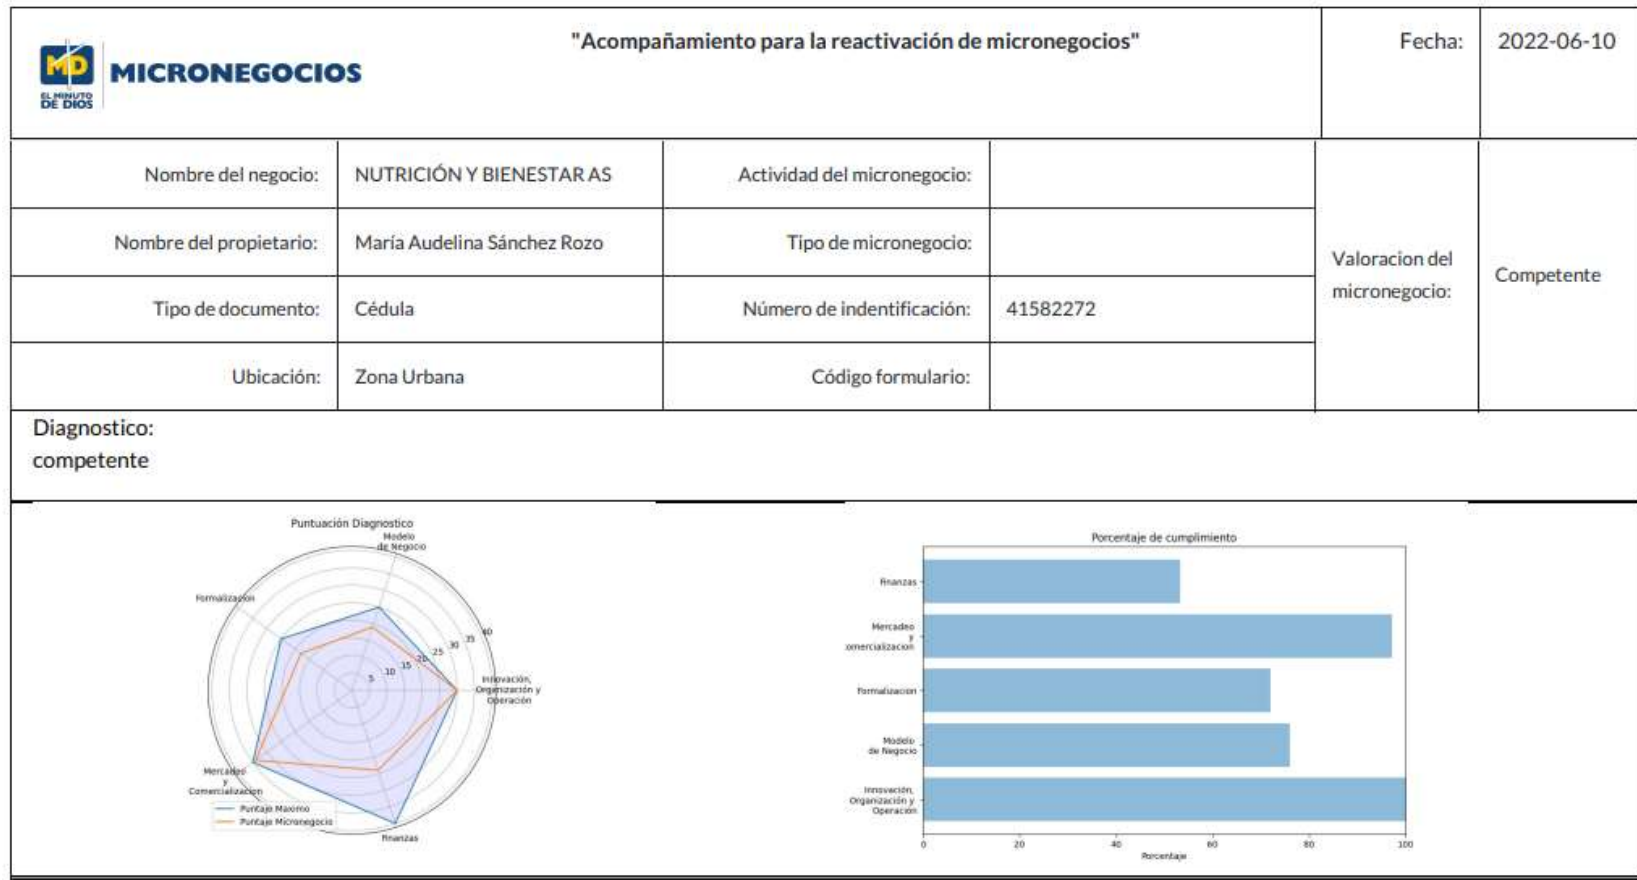 "Acompañamiento para la reactivación de micronegocios"
Fecha:
2022-06-10
MD
EL MINUTO
DE DIOS
MICRONEGOCIOS
Nombre del negocio:
NUTRICIÓN Y BIENESTAR AS
Actividad del micronegocio:
Nombre del propietario:
María Audelina Sánchez Rozo
Tipo de micronegocio:
Valoracion del
micronegocio:
Competente
Tipo de documento:
Cédula
Número de indentificación:
41582272
Ubicación:
Zona Urbana
Código formulario:
Diagnostico:
competente
Puntuación Diagnostico
Modelo
de Negocio
Formalizacion
5
10
15
20
25
30
35
40
Innovación,
Organización y
Operación
Mercadeo
y
Comercializacion
Puntaje Maximo
Puntaje Micronegocio
Finanzas
Porcentaje de cumplimiento
Finanzas
Mercadeo
y
omercializacion
Formalizacion
Modelo
de Negocio
Innovación,
Organización y
Operación
0
20
40
60
80
100
Porcentaje